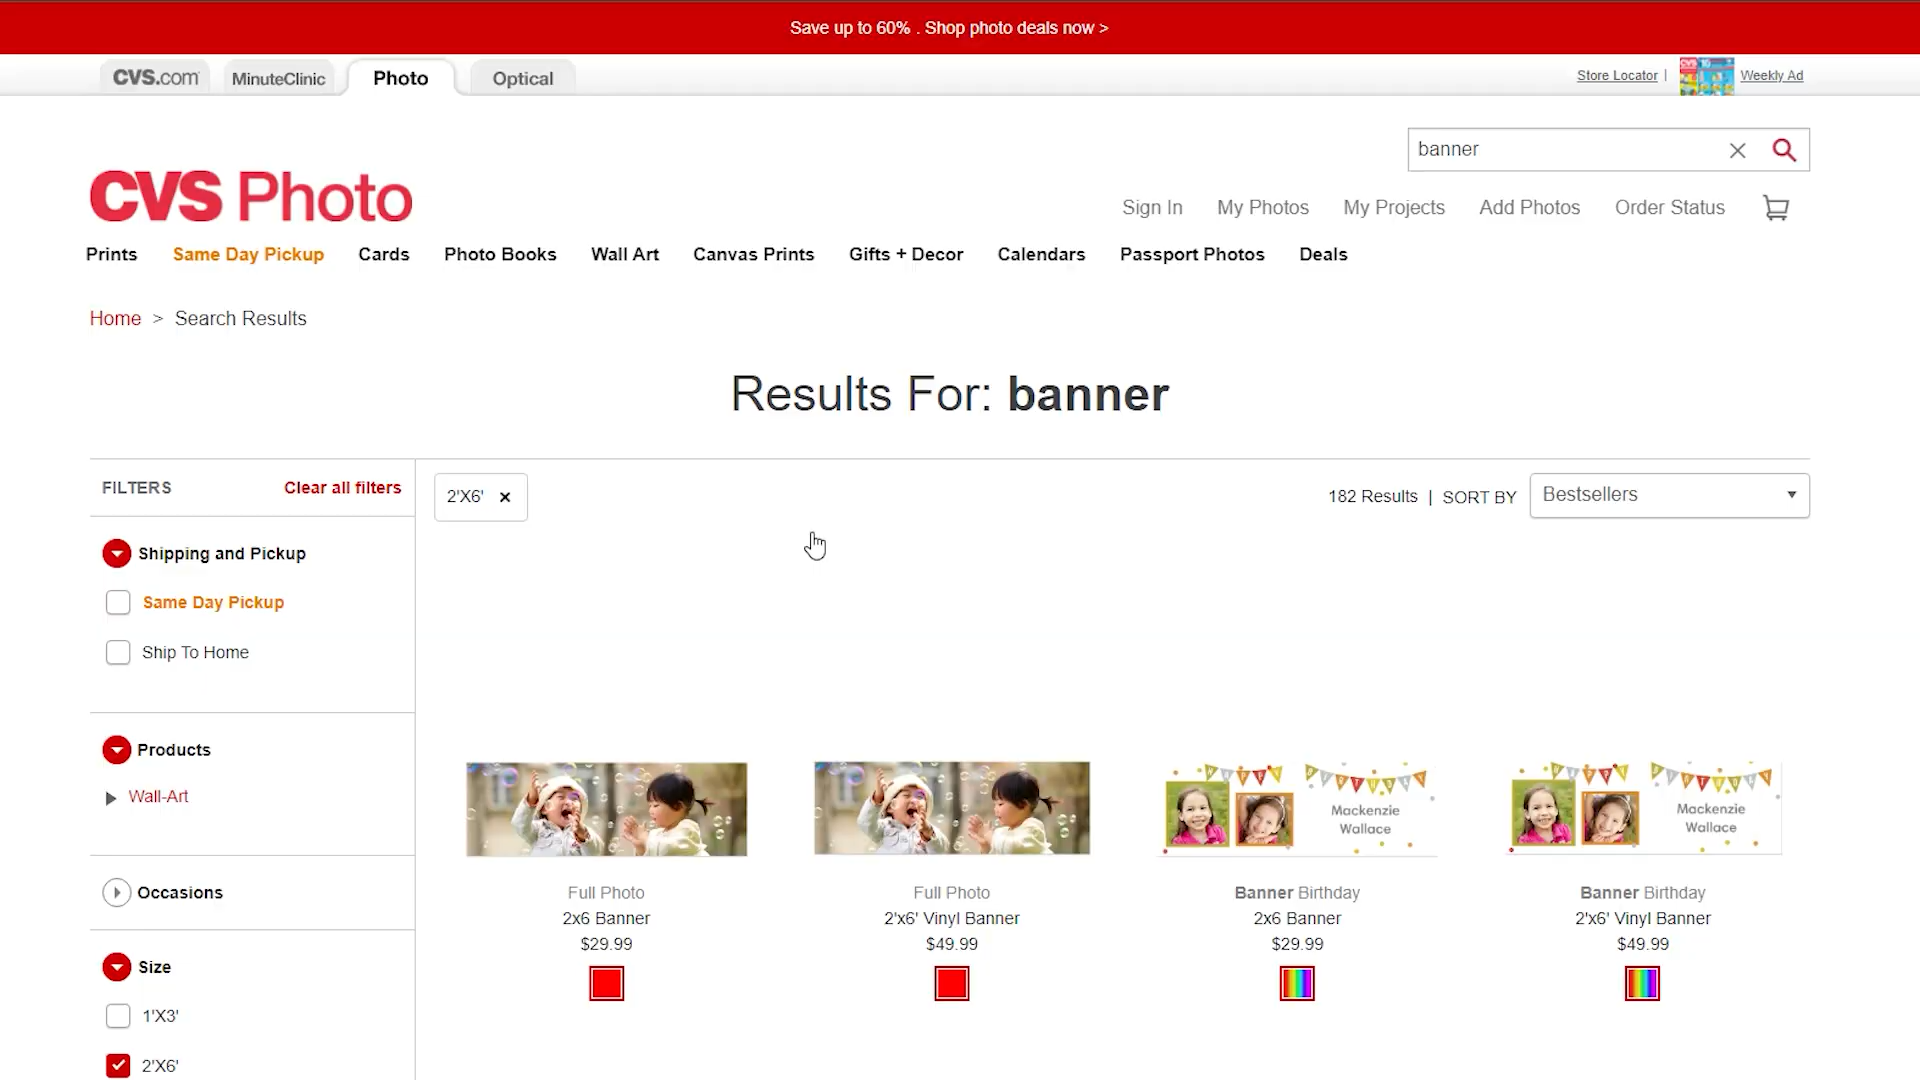 Save up to 60% . Shop photo deals now >
CVS.com
MinuteClinic
Photo
Optical
Store Locator |
Weekly Ad
banner
CVS Photo
Sign In
My Photos
My Projects
Add Photos
Order Status
Prints
Same Day Pickup
Cards
Photo Books
Wall Art
Canvas Prints
Gifts + Decor
Calendars
Passport Photos
Deals
Home > Search Results
Results For: banner
FILTERS
Clear all filters
2'X6' ×
182 Results | SORT BY
Bestsellers
Shipping and Pickup
Same Day Pickup
Ship To Home
Products
Wall-Art
Occasions
Size
1'X3'
2'X6'
Full Photo
2x6 Banner
$29.99
Full Photo
2'x6' Vinyl Banner
$49.99
HAPPY BIRTHDAY
Mackenzie
Wallace
Banner Birthday
2x6 Banner
$29.99
HAPPY BIRTHDAY
Mackenzie
Wallace
Banner Birthday
2'x6' Vinyl Banner
$49.99